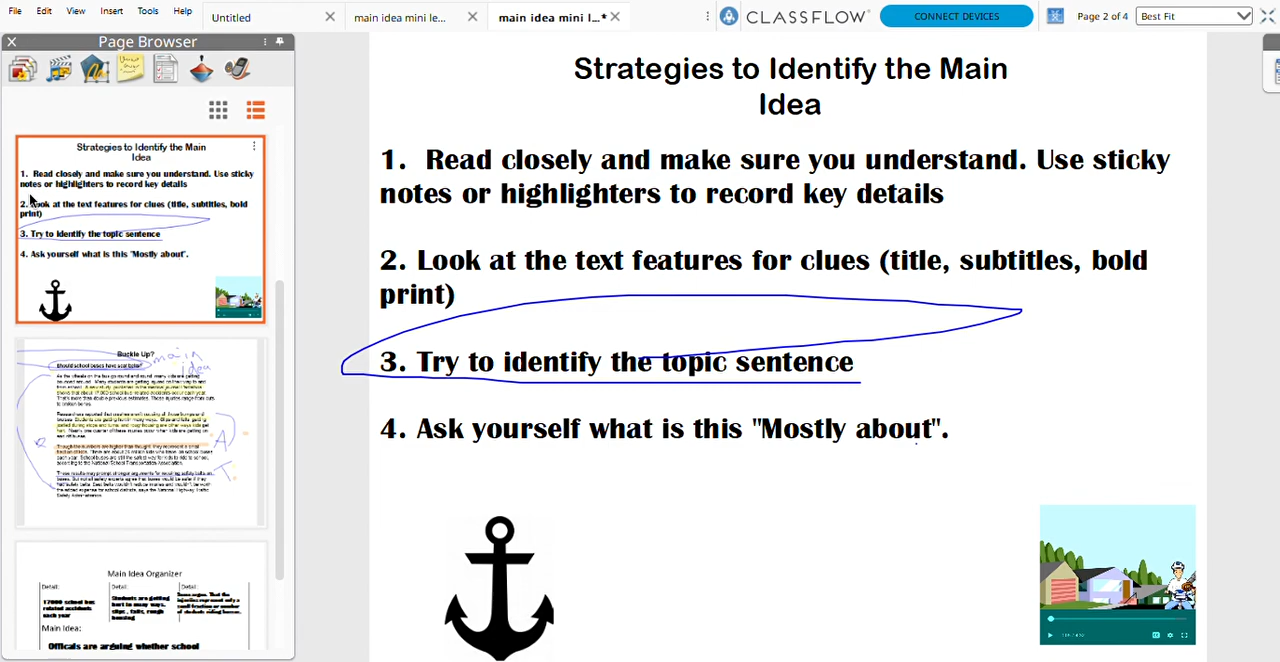 File Edit View Insert Tools Help
Untitled
main idea mini le...
main idea mini l...*
CLASSFLOW
CONNECT DEVICES
Page 2 of 4
Best Fit
Page Browser
Strategies to Identify the Main
Idea
1. Read closely and make sure you understand. Use sticky
notes or highlighters to record key details
2. Look at the text features for clues (title, subtitles, bold
print)
3. Try to identify the topic sentence
4. Ask yourself what is this "Mostly about".
Buckle Up?
Should school buses have seat belts?
main
idea
A
T
Main Idea Organizer
Detail:
Detail:
Detail:
17000 school bus
related accidents
each year
Students are getting
hurt in many ways,
slips , falls, rough
housing
Main Idea:
Officals are arguing whether school
Strategies to Identify the Main
Idea
1. Read closely and make sure you understand. Use sticky
notes or highlighters to record key details
2. Look at the text features for clues (title, subtitles, bold
print)
3. Try to identify the topic sentence
4. Ask yourself what is this "Mostly about".